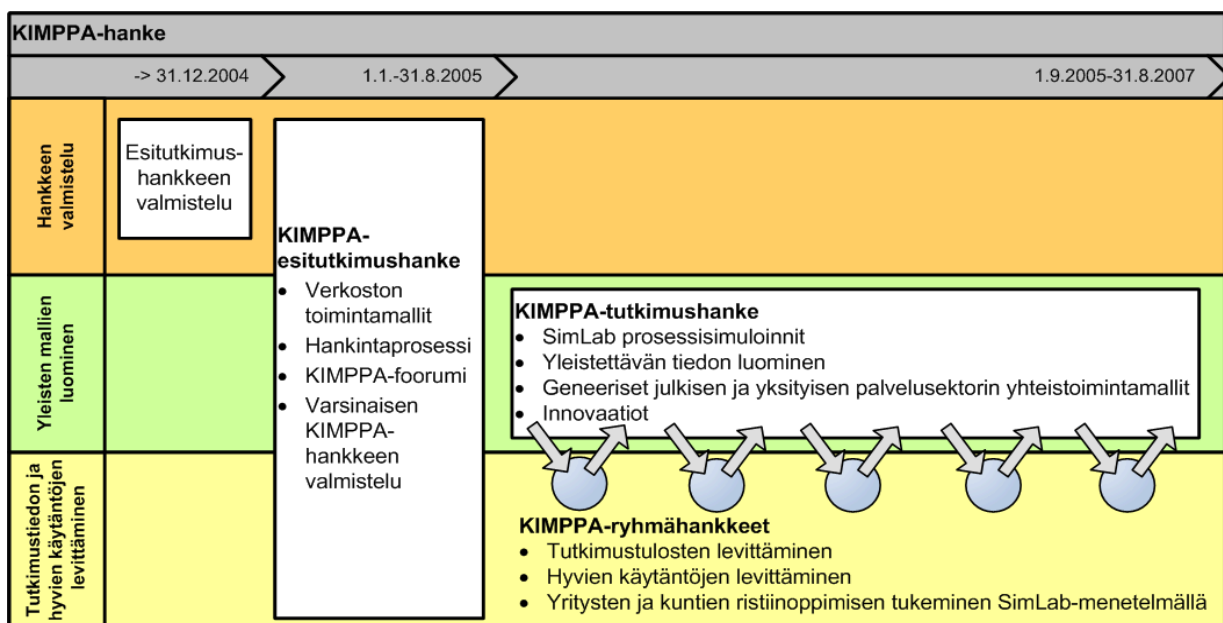 KIMPPA-hanke
-> 31.12.2004
1.1.-31.8.2005
1.9.2005-31.8.2007
Hankkeen
valmistelu
Esitutkimus-
hankkeen
valmistelu
KIMPPA-
esitutkimushanke
• Verkoston
toimintamallit
• Hankintaprosessi
• KIMPPA-foorumi
• Varsinaisen
KIMPPA-
hankkeen
valmistelu
Yleisten mallien
luominen
KIMPPA-tutkimushanke
• SimLab prosessisimuloinnit
• Yleistettävän tiedon luominen
• Geneeriset julkisen ja yksityisen palvelusektorin yhteistoimintamallit
• Innovaatiot
Tutkimustiedon ja
hyvien käytäntöjen
levittäminen
KIMPPA-ryhmähankkeet
• Tutkimustulosten levittäminen
• Hyvien käytäntöjen levittäminen
• Yritysten ja kuntien ristiinoppimisen tukeminen SimLab-menetelmällä